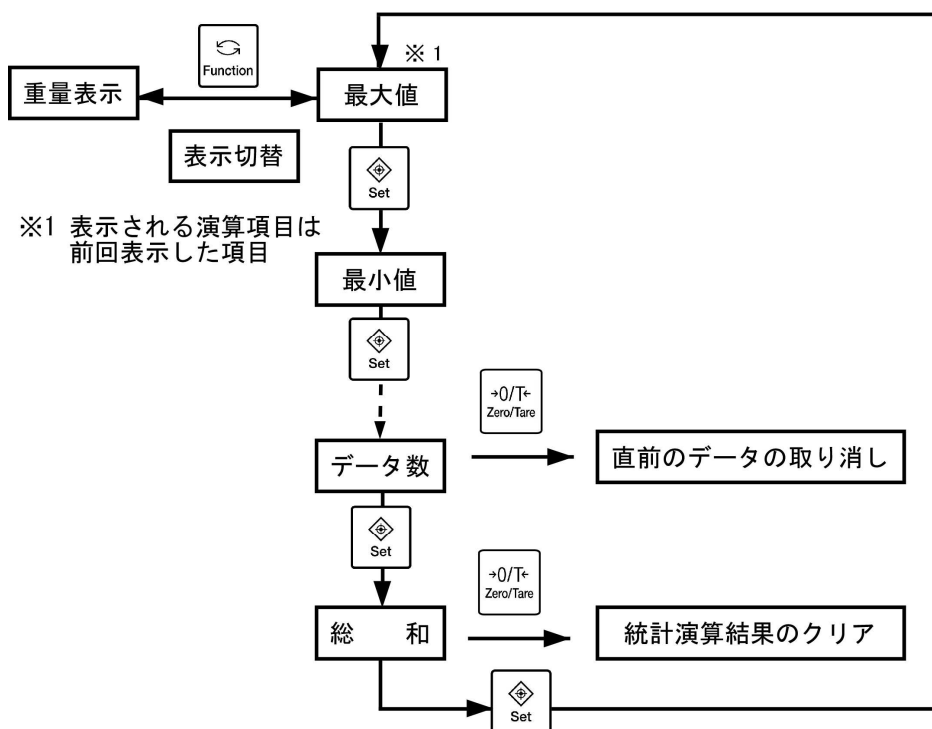 Function
※1
重量表示
最大値
表示切替
Set
※1 表示される演算項目は
前回表示した項目
最小値
Set
→0/T←
Zero/Tare
データ数
直前のデータの取り消し
Set
→0/T←
Zero/Tare
総 和
統計演算結果のクリア
Set